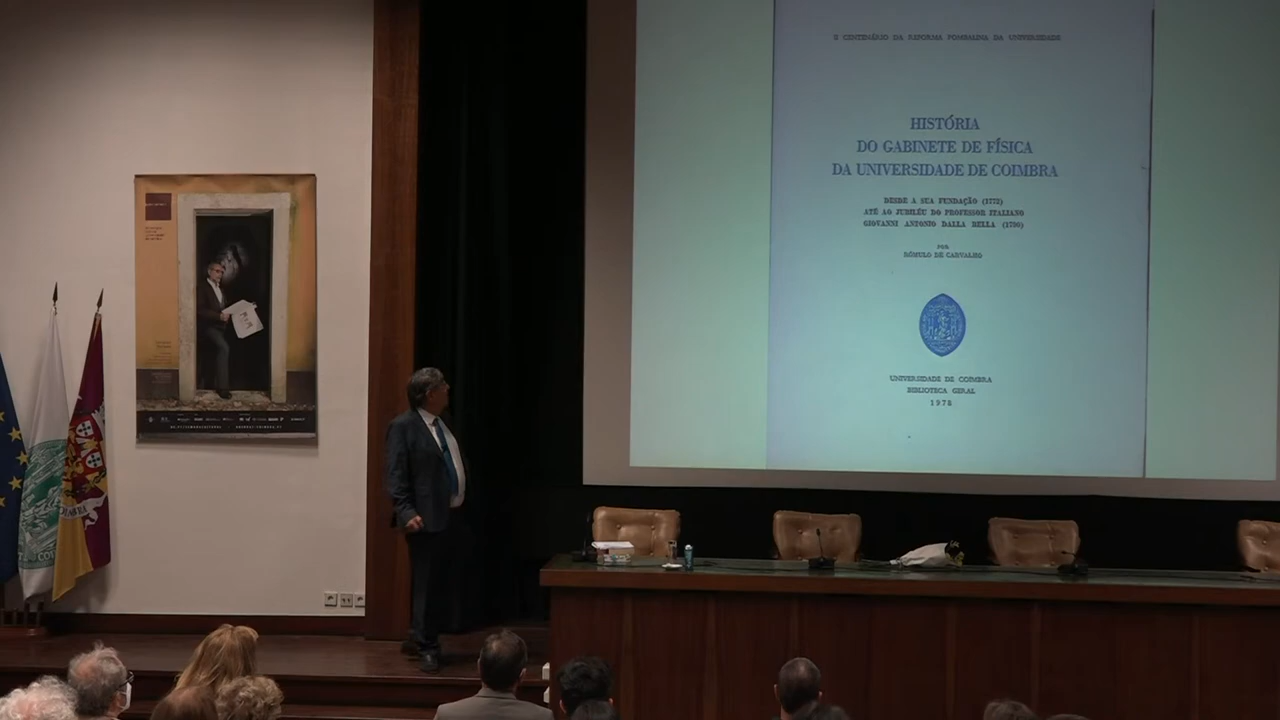 II CENTENÁRIO DA REFORMA POMBALINA DA UNIVERSIDADE
HISTÓRIA
DO GABINETE DE FÍSICA
DA UNIVERSIDADE DE COIMBRA
DESDE A SUA FUNDAÇÃO (1772)
ATÉ AO JUBILÉU DO PROFESSOR ITALIANO
GIOVANNI ANTONIO DALLA BELLA (1790)
POR
RÓMULO DE CARVALHO
UNIVERSIDADE DE COIMBRA
BIBLIOTECA GERAL
1978